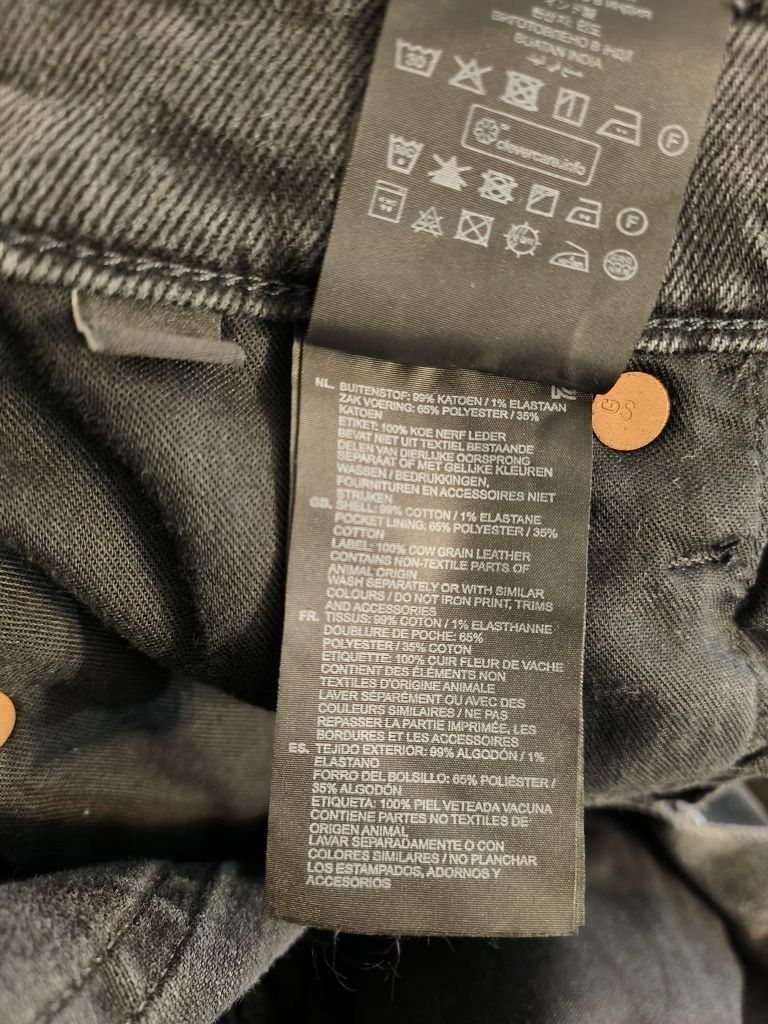 ВИГОТОВЛЕНО В ІНДІЇ
BUATAN INDIA
30
F
clevercare.info
F
NL. BUITENSTOF: 99% KATOEN / 1% ELASTAAN
ZAK VOERING: 65% POLYESTER / 35%
KATOEN
ETIKET: 100% KOE NERF LEDER
BEVAT NIET UIT TEXTIEL BESTAANDE
DELEN VAN DIERLIJKE OORSPRONG
SEPARAAT OF MET GELIJKE KLEUREN
WASSEN / BEDRUKKINGEN,
FOURNITUREN EN ACCESSOIRES NIET
STRIJKEN
GB. SHELL: 99% COTTON / 1% ELASTANE
POCKET LINING: 65% POLYESTER / 35%
COTTON
LABEL: 100% COW GRAIN LEATHER
CONTAINS NON-TEXTILE PARTS OF
ANIMAL ORIGIN
WASH SEPARATELY OR WITH SIMILAR
COLOURS / DO NOT IRON PRINT, TRIMS
AND ACCESSORIES
FR. TISSUS: 99% COTON / 1% ELASTHANNE
DOUBLURE DE POCHE: 65%
POLYESTER / 35% COTON
ETIQUETTE: 100% CUIR FLEUR DE VACHE
CONTIENT DES ÉLÉMENTS NON
TEXTILES D'ORIGINE ANIMALE
LAVER SÉPARÉMENT OU AVEC DES
COULEURS SIMILAIRES / NE PAS
REPASSER LA PARTIE IMPRIMÉE, LES
BORDURES ET LES ACCESSOIRES
ES. TEJIDO EXTERIOR: 99% ALGODÓN / 1%
ELASTANO
FORRO DEL BOLSILLO: 65% POLIÉSTER /
35% ALGODÓN
ETIQUETA: 100% PIEL VETEADA VACUNA
CONTIENE PARTES NO TEXTILES DE
ORIGEN ANIMAL
LAVAR SEPARADAMENTE O CON
COLORES SIMILARES / NO PLANCHAR
LOS ESTAMPADOS, ADORNOS Y
ACCESORIOS
GS